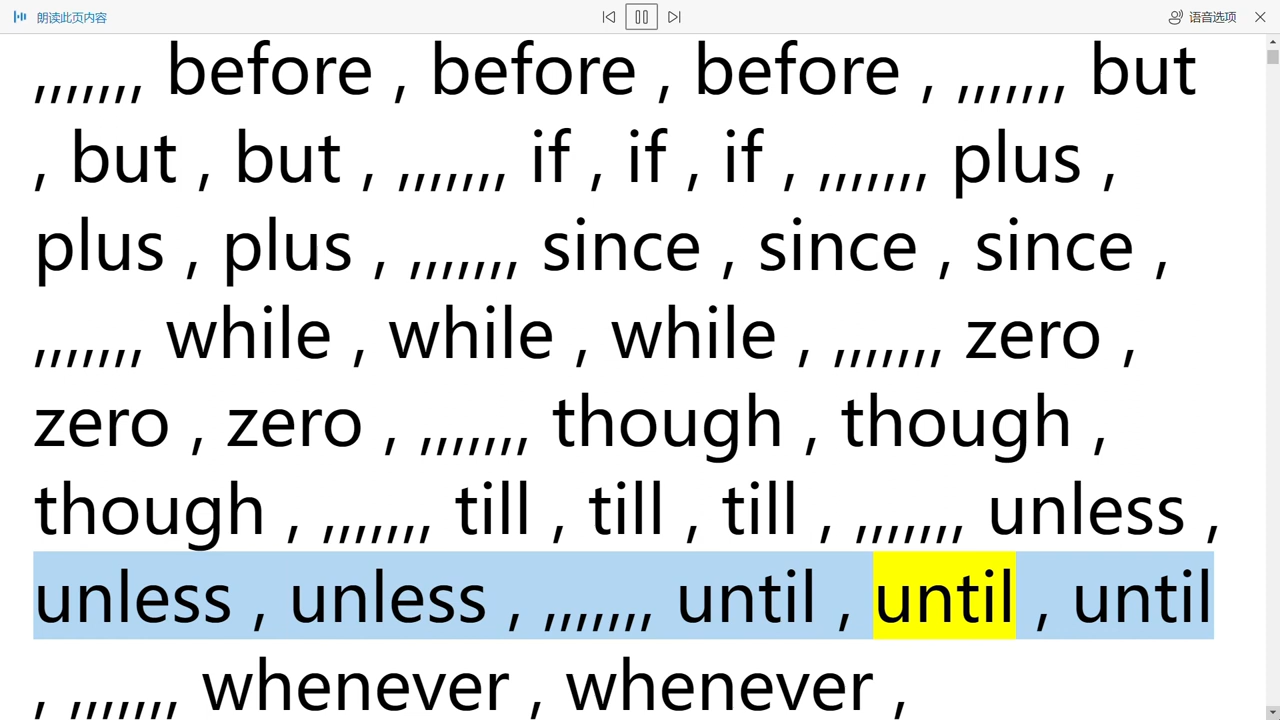 朗读此页内容
语音选项
,,,,,,, before , before , before , ,,,,,,, but
, but , but , ,,,,,,, if , if , if , ,,,,,,, plus ,
plus , plus , ,,,,,,, since , since , since ,
,,,,,,, while , while , while , ,,,,,,, zero ,
zero , zero , ,,,,,,, though , though ,
though , ,,,,,,, till , till , till , ,,,,,,, unless ,
unless , unless , ,,,,,,, until , until , until
, ,,,,,,, whenever , whenever ,